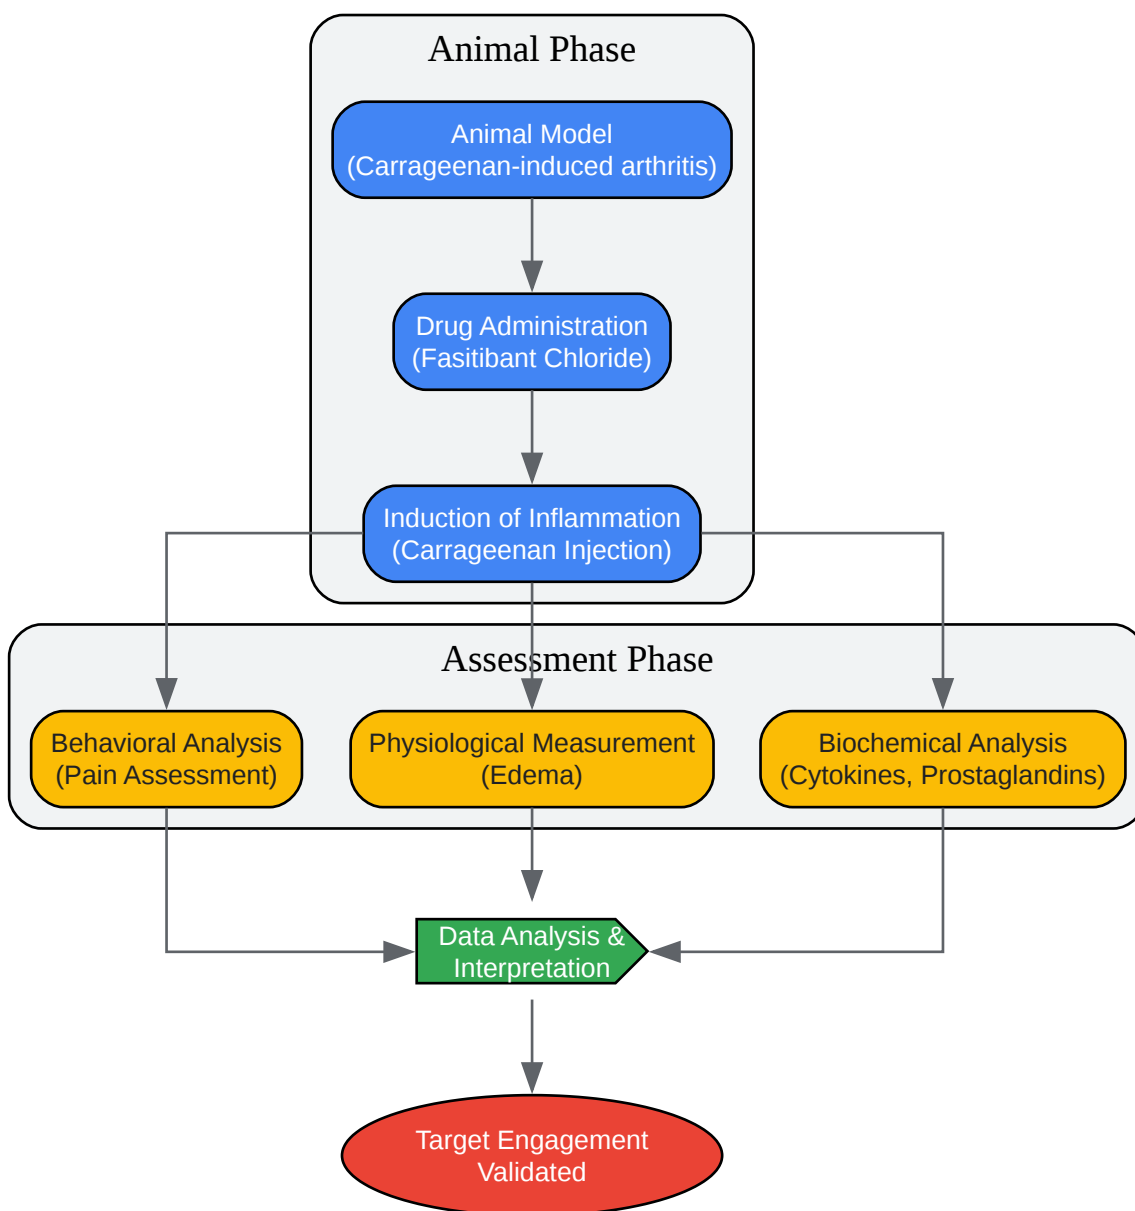 Animal Phase
Animal Model
(Carrageenan-induced arthritis)
Drug Administration
(Fasitibant Chloride)
Induction of Inflammation
(Carrageenan Injection)
Assessment Phase
Behavioral Analysis
(Pain Assessment)
Physiological Measurement
(Edema)
Biochemical Analysis
(Cytokines, Prostaglandins)
Data Analysis &
Interpretation
Target Engagement
Validated